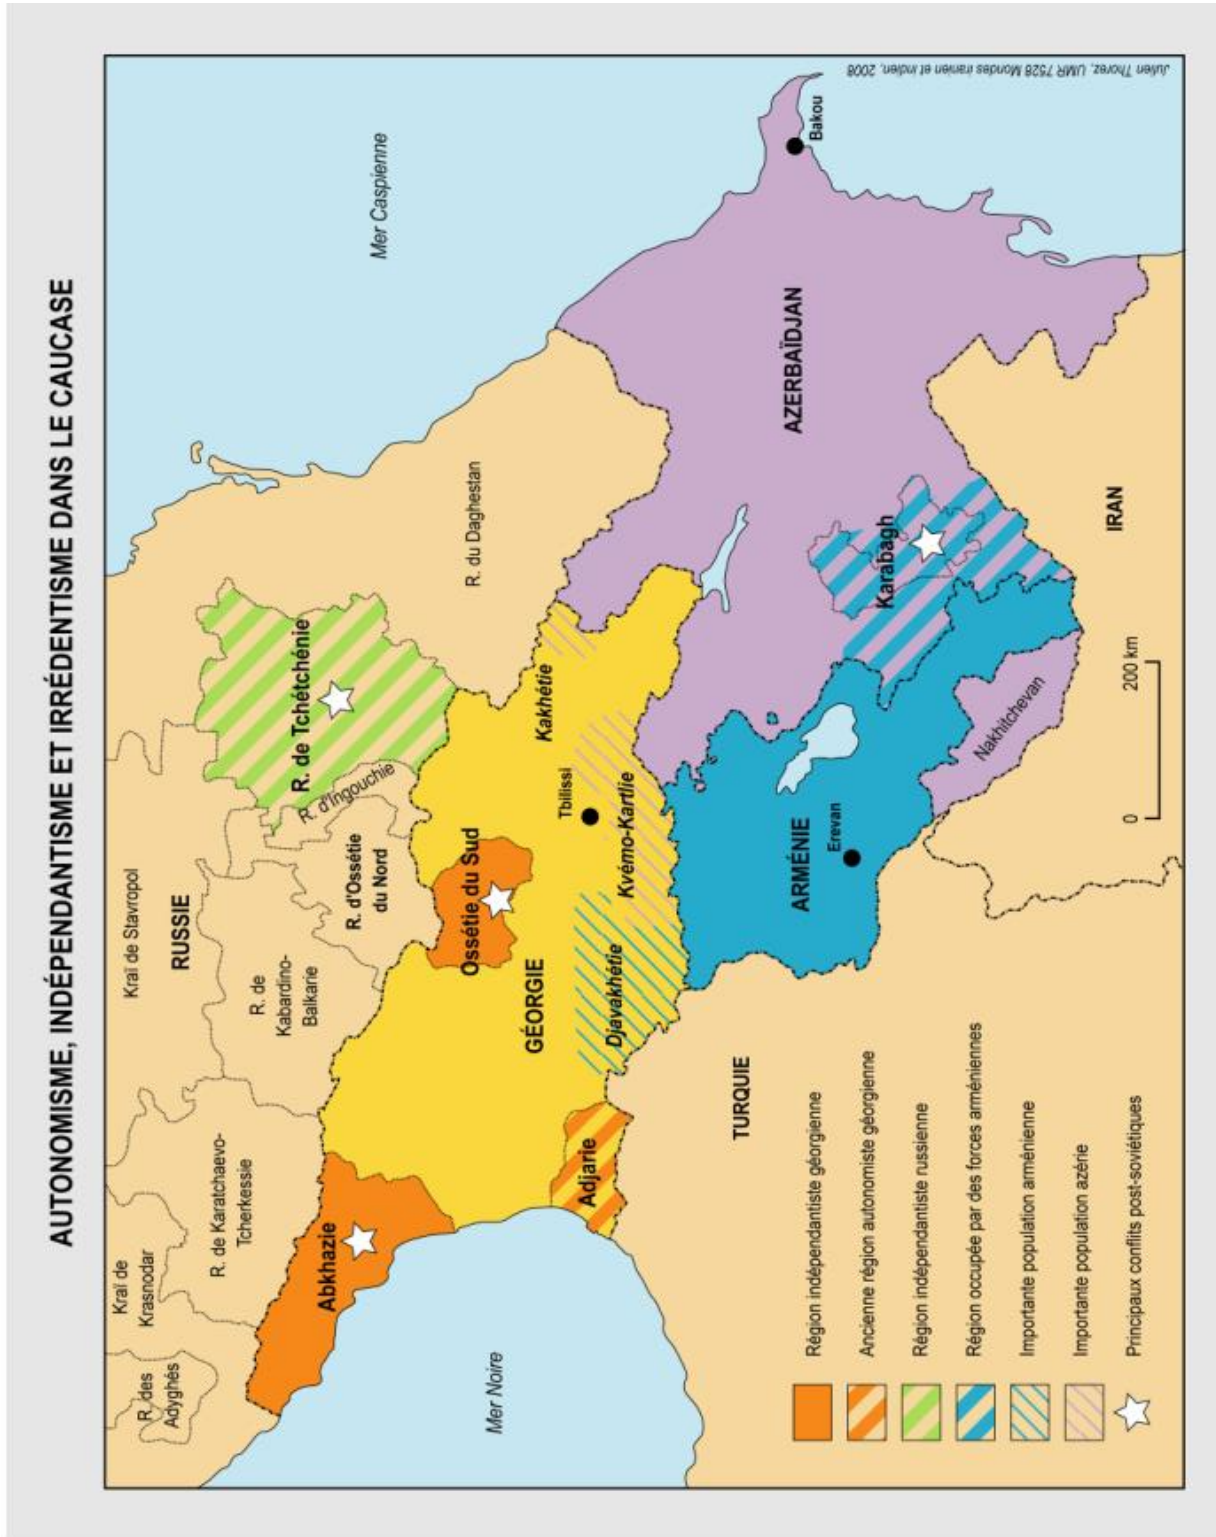 AUTONOMISME, INDÉPENDANTISME ET IRRÉDENTISME DANS LE CAUCASE
R. des
Adyghés
Kraï de
Krasnodar
Kraï de Stavropol
RUSSIE
R. de Karatchaevo-
Tcherkessie
R. de
Kabardino-
Balkarie
R. d'Ossétie
du Nord
R. d'Ingouchie
R. de Tchétchénie
R. du Daghestan
Mer Caspienne
Abkhazie
Mer Noire
Ossétie du Sud
GÉORGIE
Kakhétie
Tbilissi
Adjarie
Djavakhétie
Kvémo-Kartlie
TURQUIE
ARMÉNIE
Erevan
AZERBAÏDJAN
Bakou
Karabagh
Nakhitchevan
IRAN
0 200 km
Région indépendantiste géorgienne
Ancienne région autonomiste géorgienne
Région indépendantiste russienne
Région occupée par des forces arméniennes
Importante population arménienne
Importante population azérie
Principaux conflits post-soviétiques
Julien Thorez, UMR 7528 Mondes iranien et indien, 2008